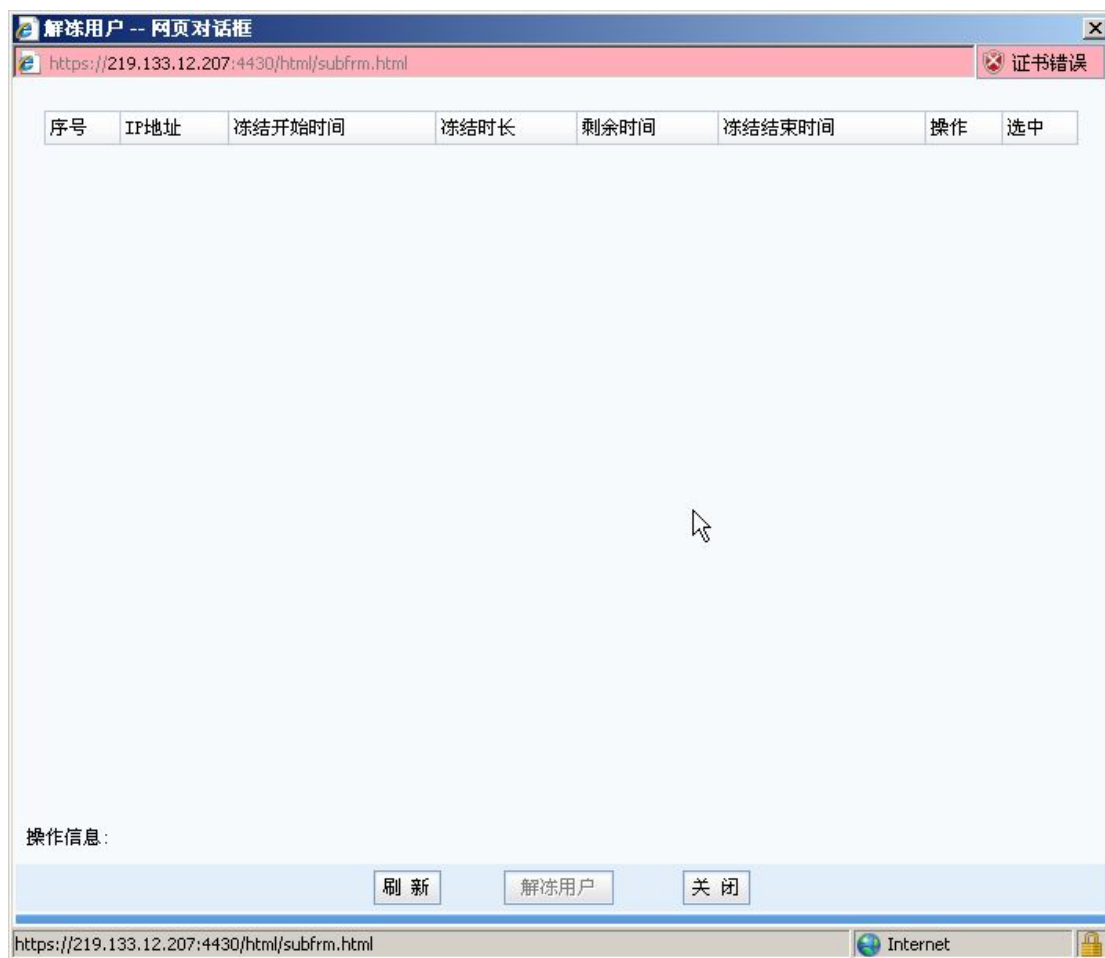 解冻用户 -- 网页对话框
https://219.133.12.207:4430/html/subfrm.html 证书错误
序号 IP地址 冻结开始时间 冻结时长 剩余时间 冻结结束时间 操作 选中
操作信息:
刷 新 解冻用户 关 闭
https://219.133.12.207:4430/html/subfrm.html Internet